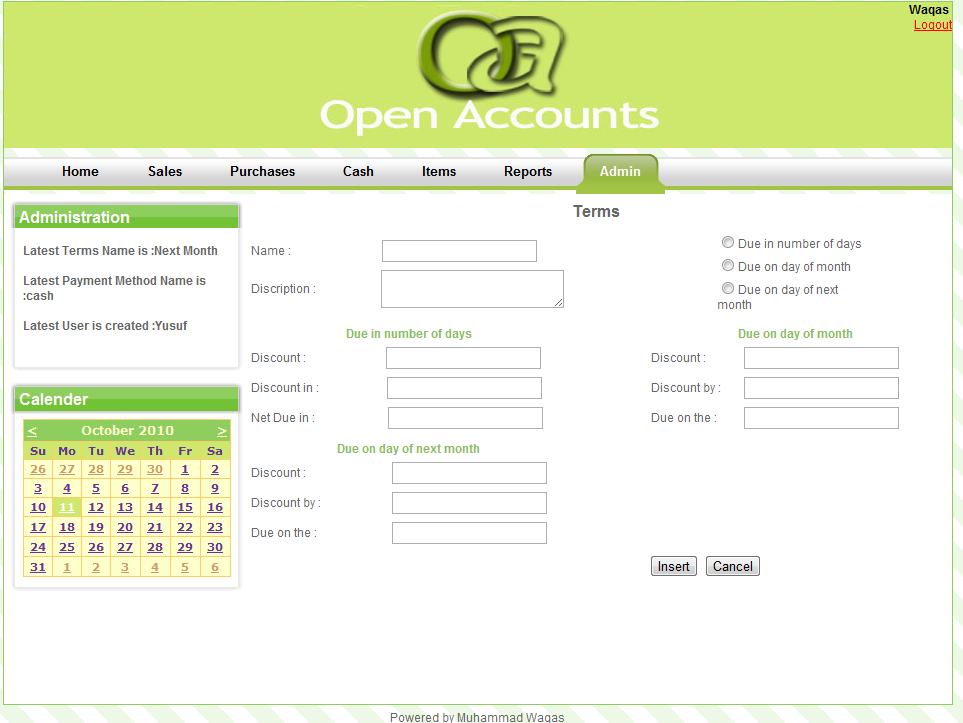 Waqas
Logout
Oa
Open Accounts
Home Sales Purchases Cash Items Reports Admin
Administration
Latest Terms Name is :Next Month
Latest Payment Method Name is
:cash
Latest User is created :Yusuf
Calender
< October 2010 >
Su Mo Tu We Th Fr Sa
26 27 28 29 30 1 2
3 4 5 6 7 8 9
10 11 12 13 14 15 16
17 18 19 20 21 22 23
24 25 26 27 28 29 30
31 1 2 3 4 5 6
Terms
Name :
Discription :
Due in number of days
Due on day of month
Due on day of next
month
Due in number of days
Discount :
Discount in :
Net Due in :
Due on day of month
Discount :
Discount by :
Due on the :
Due on day of next month
Discount :
Discount by :
Due on the :
Insert Cancel
Powered by Muhammad Waqas